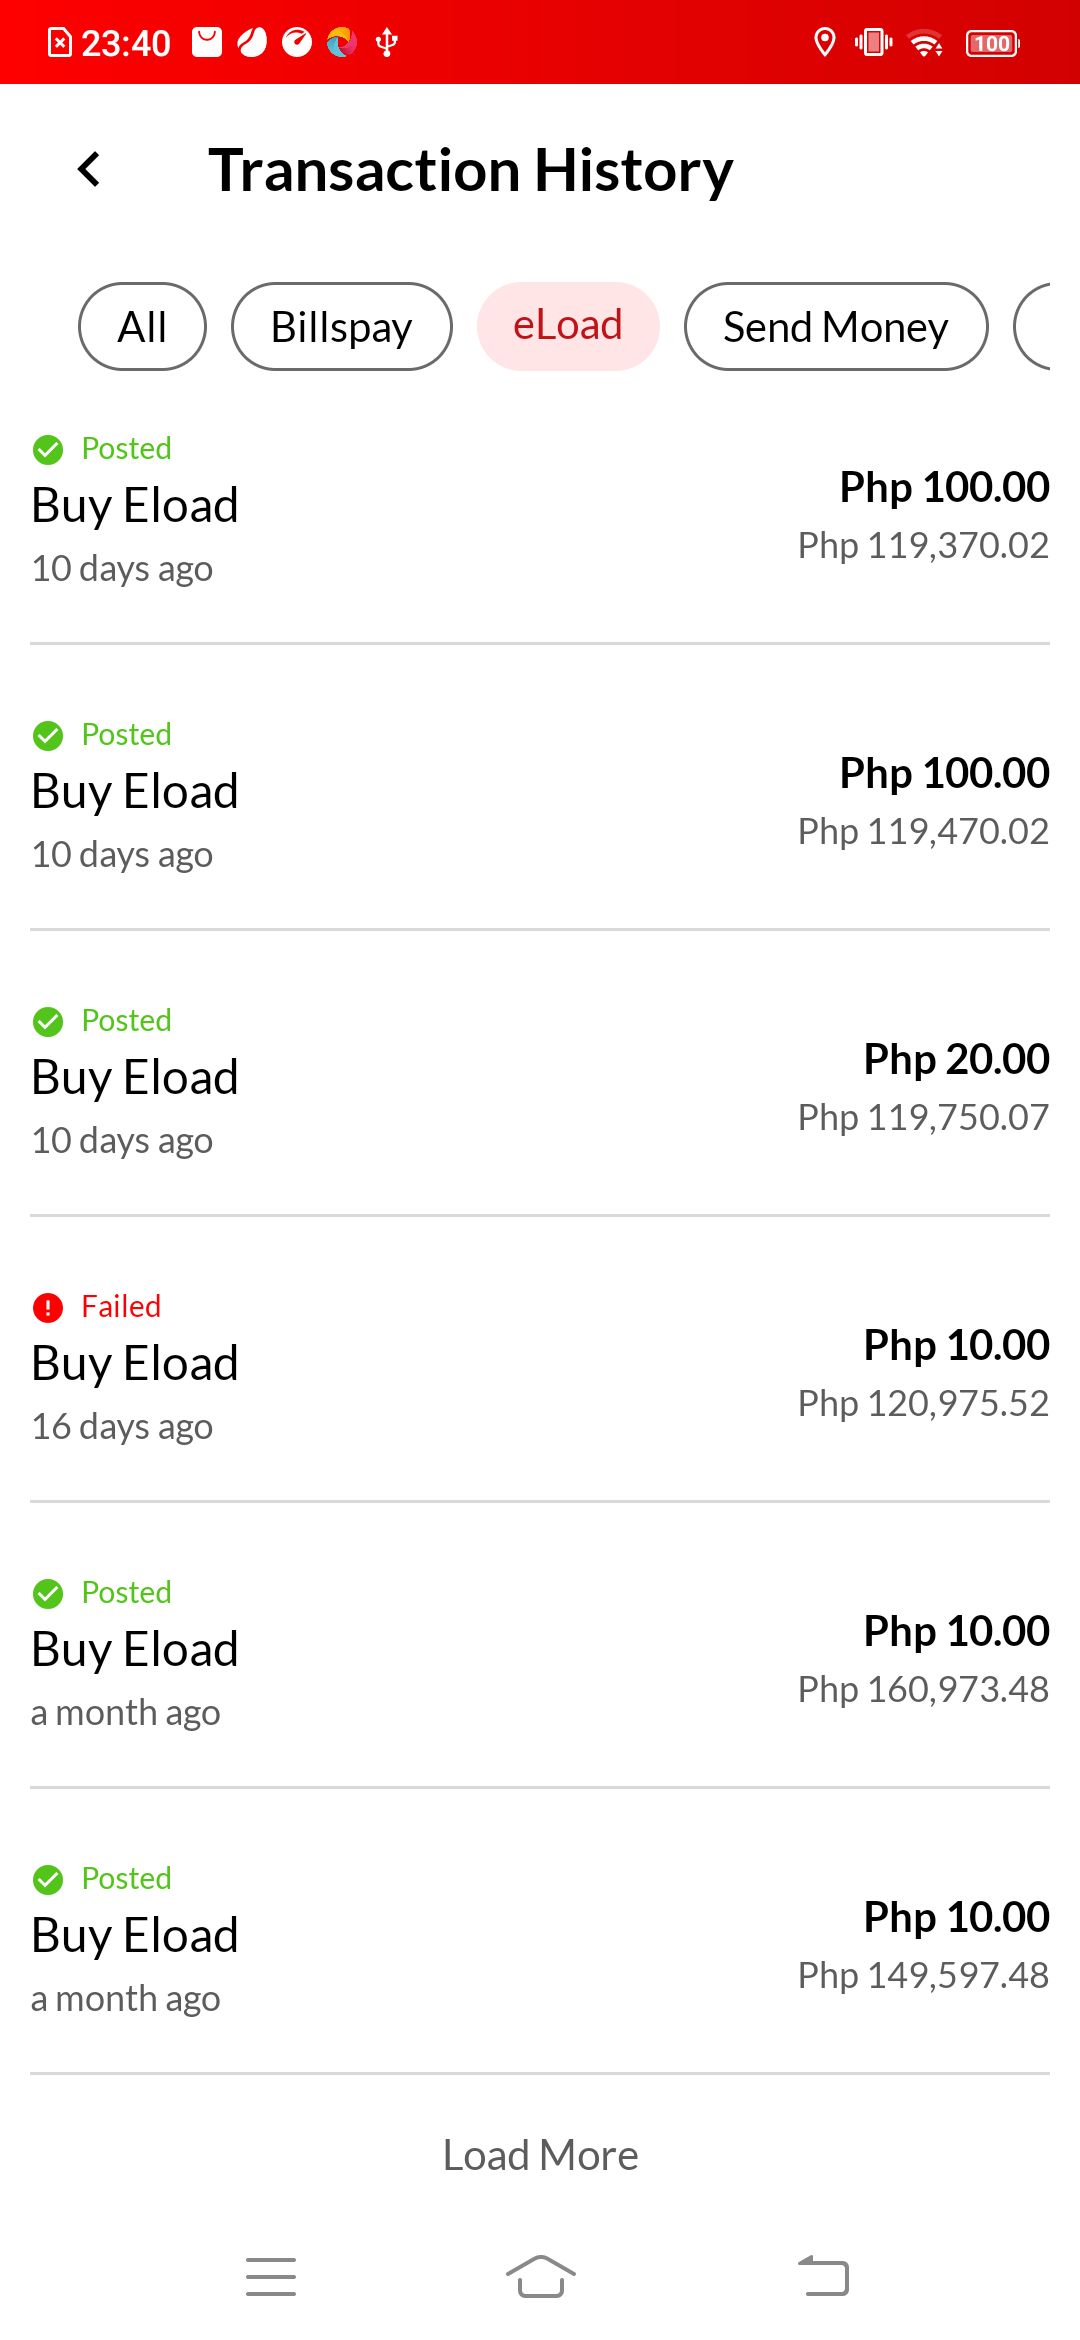 23:40
100
Transaction History
All Billspay eLoad Send Money
Posted
Buy Eload
10 days ago
Php 100.00
Php 119,370.02
Posted
Buy Eload
10 days ago
Php 100.00
Php 119,470.02
Posted
Buy Eload
10 days ago
Php 20.00
Php 119,750.07
Failed
Buy Eload
16 days ago
Php 10.00
Php 120,975.52
Posted
Buy Eload
a month ago
Php 10.00
Php 160,973.48
Posted
Buy Eload
a month ago
Php 10.00
Php 149,597.48
Load More